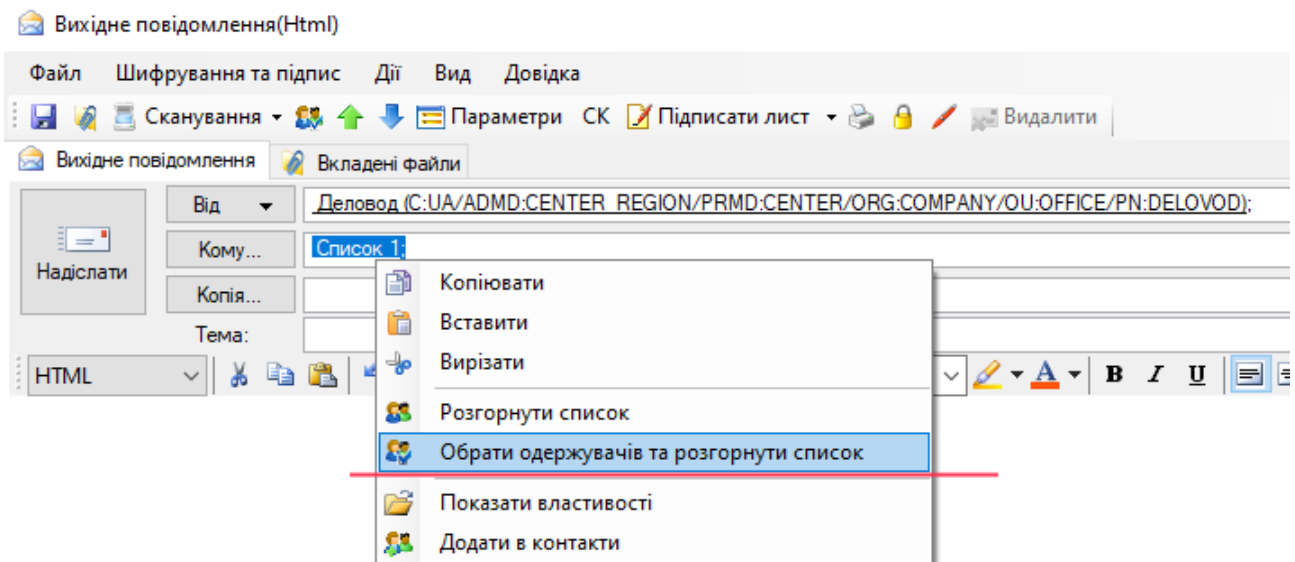 Вихідне повідомлення(Html)
Файл Шифрування та підпис Дії Вид Довідка
Сканування Параметри СК Підписати лист Видалити
Вихідне повідомлення Вкладені файли
Від Деловод (C:UA/ADMD:CENTER_REGION/PRMD:CENTER/ORG:COMPANY/OU:OFFICE/PN:DELOVOD);
Надіслати
Кому... Список 1;
Копія...
Тема:
HTML A B I U
Копіювати
Вставити
Вирізати
Розгорнути список
Обрати одержувачів та розгорнути список
Показати властивості
Додати в контакти